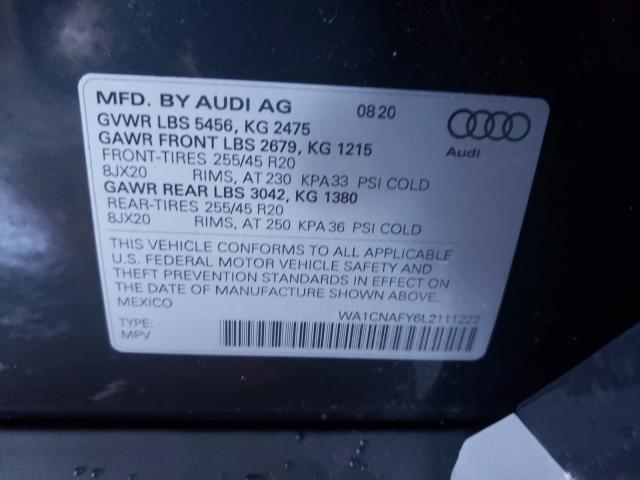 MFD. BY AUDI AG 08 20
GVWR LBS 5456, KG 2475
GAWR FRONT LBS 2679, KG 1215
FRONT-TIRES 255/45 R20
8JX20 RIMS, AT 230 KPA33 PSI COLD
GAWR REAR LBS 3042, KG 1380
REAR-TIRES 255/45 R20
8JX20 RIMS, AT 250 KPA36 PSI COLD
Audi
THIS VEHICLE CONFORMS TO ALL APPLICABLE
U.S. FEDERAL MOTOR VEHICLE SAFETY AND
THEFT PREVENTION STANDARDS IN EFFECT ON
THE DATE OF MANUFACTURE SHOWN ABOVE.
MEXICO
WA1CNAFY6L2111222
TYPE:
MPV